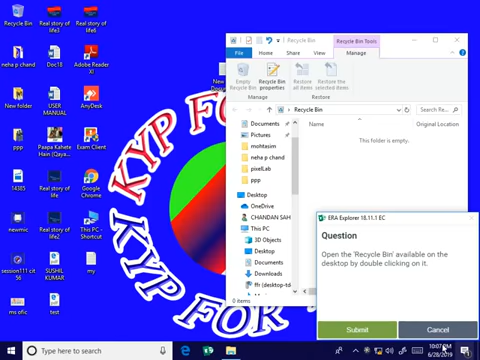 Recycle Bin
Real story of life3
Real story of life6
neha p chand
Doc18
Adobe Reader XI
New folder
USER MANUAL
AnyDesk
ppp
Paapa Kahete Hain (Qaya...
Exam Client
14385
Real story of life
Google Chrome
newmic
Real story of life2
This PC - Shortcut
session111 cit 56
SUSHIL KUMAR
my
ms ofic
test
KYP FOR
KYP FOR
Recycle Bin
Recycle Bin Tools
File
Home
Share
View
Manage
Empty Recycle Bin
Recycle Bin properties
Restore all items
Restore the selected items
Manage
Restore
Recycle Bin
Search Re...
Name
Original Location
This folder is empty.
Documents
Pictures
mohtasim
neha p chand
pixelLab
ppp
Desktop
OneDrive
CHANDAN SAH
This PC
3D Objects
Desktop
Documents
Downloads
0 items
ERA Explorer 18.11.1 EC
Question
Open the 'Recycle Bin' available on the
desktop by double clicking on it.
Submit
Cancel
Type here to search
6/28/2019